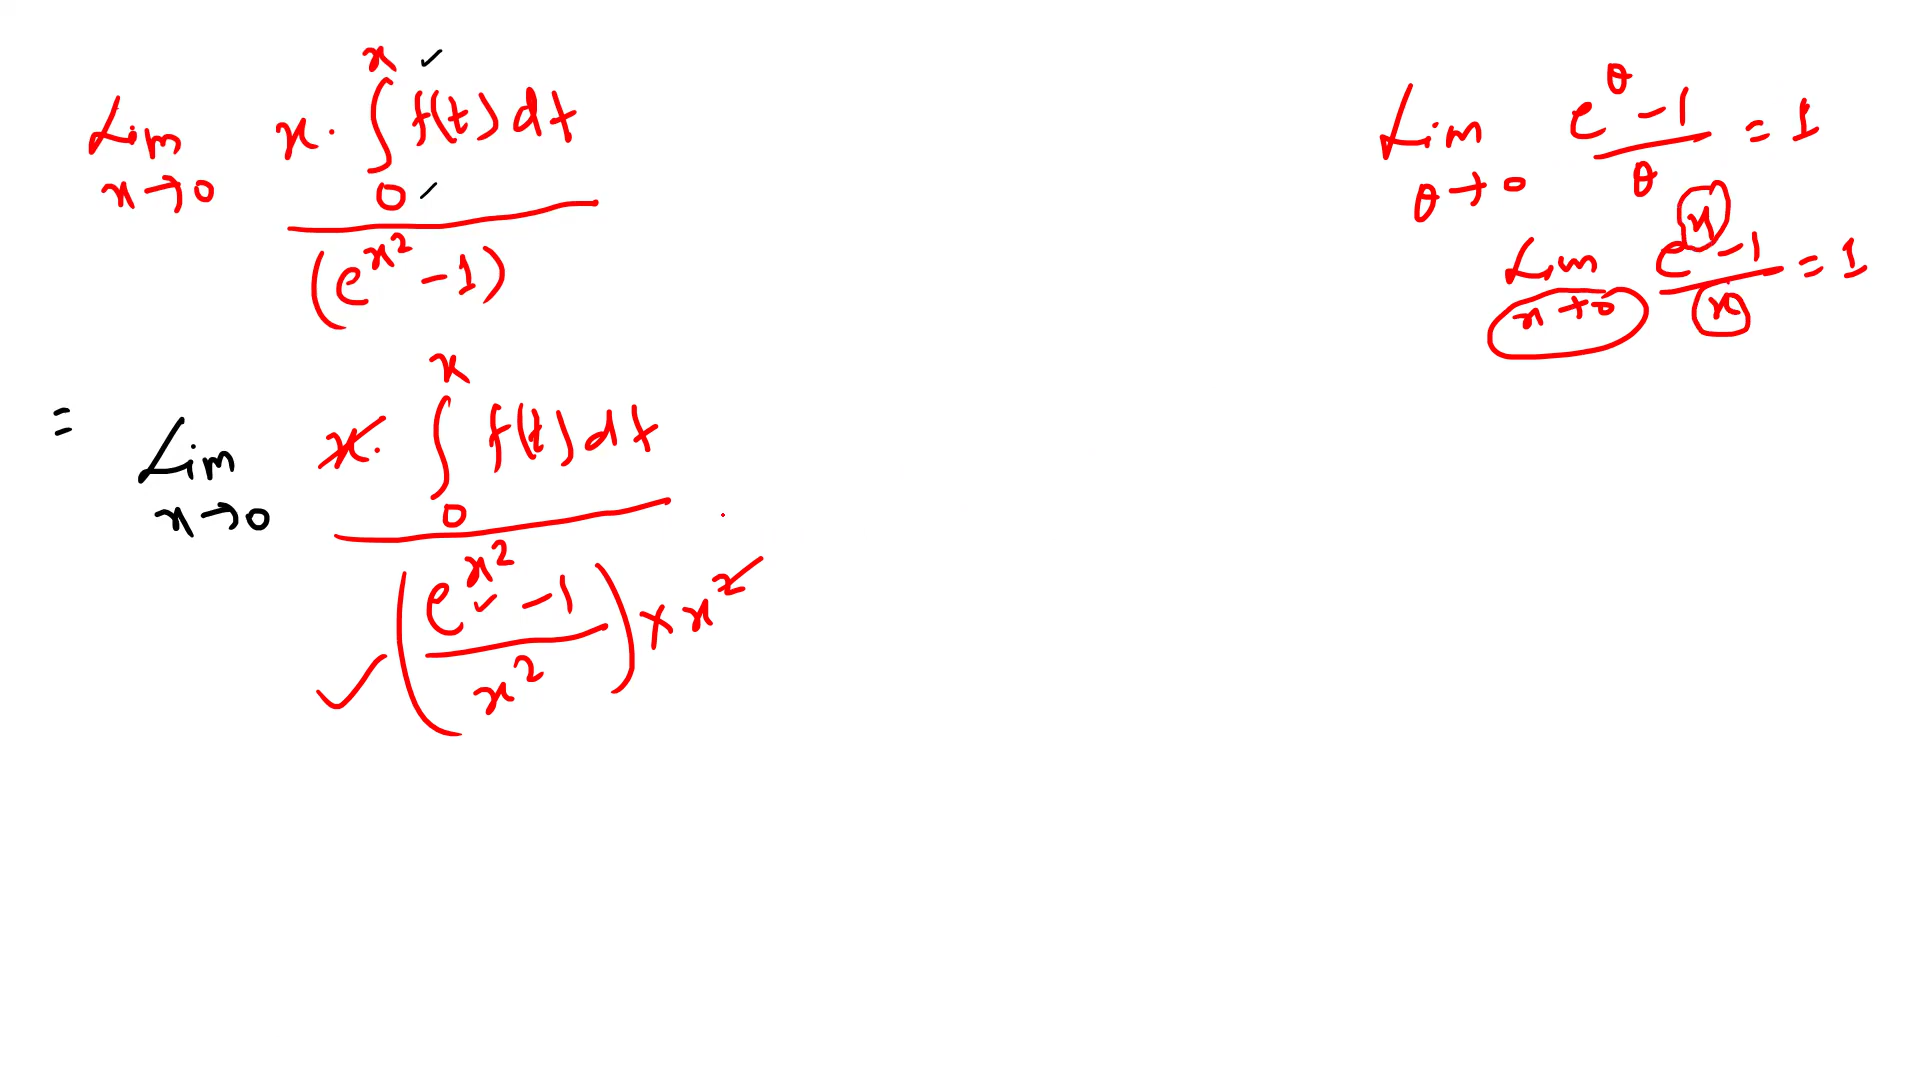 Lim x→0 x. ∫₀ˣ f(t) dt / (e^{x²} - 1)
= Lim x→0 x. ∫₀ˣ f(t) dt / ((e^{x²} - 1)/x²) × x²
Lim θ→0 (e^θ - 1)/θ = 1
Lim x→0 (e^x - 1)/x = 1